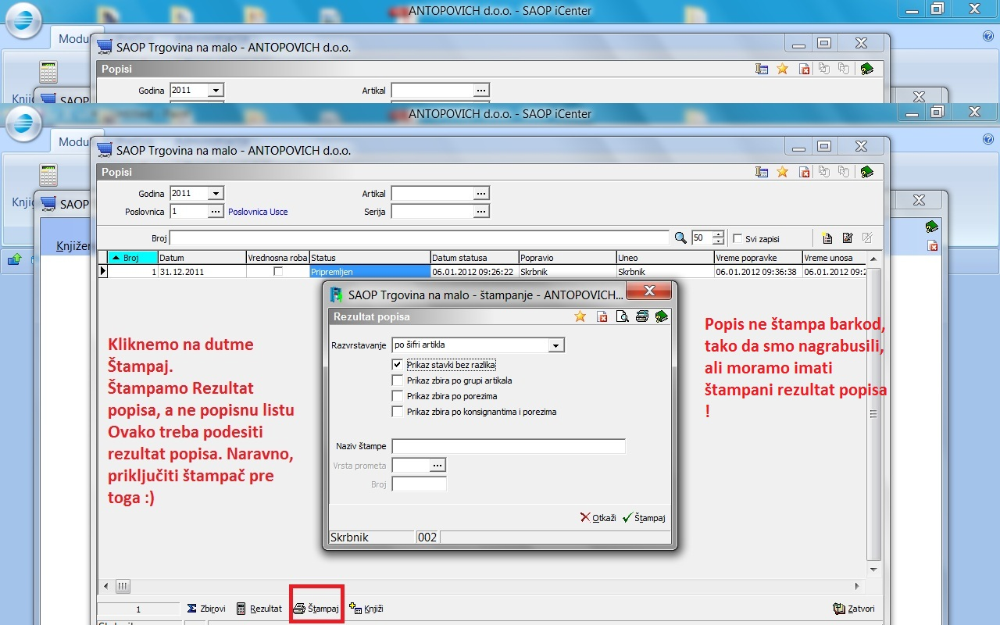 ANTOPOVICH d.o.o. - SAOP iCenter
Modu
SAOP Trgovina na malo - ANTOPOVICH d.o.o.
Popisi
Godina 2011 Artikal
Knjiç SAOP
ANTOPOVICH d.o.o. - SAOP iCenter
Modu
SAOP Trgovina na malo - ANTOPOVICH d.o.o.
Popisi
Godina 2011 Artikal
Knjig SAOP
Poslovnica 1 Poslovnica Usce Serija
Knjižen
Broj 50 Svi zapisi
Broj Datum Vrednosna roba Status Datum statusa Popravio Uneo Vreme popravke Vreme unosa
1 31.12.2011 Pripremljen 06.01.2012 09:26:22 Skrbnik Skrbnik 06.01.2012 09:36:38 06.01.2012 09:2
SAOP Trgovina na malo - štampanje - ANTOPOVICH...
Rezultat popisa
Razvrstavanje po šifri artikla
Prikaz stavki bez razlika
Prikaz zbira po grupi artikala
Prikaz zbira po porezima
Prikaz zbira po konsignantima i porezima
Naziv štampe
Vrsta prometa
Broj
Otkaži Štampaj
Skrbnik 002
Kliknemo na dutme
Štampaj.
Štampamo Rezultat
popisa, a ne popisnu listu
Ovako treba podesiti
rezultat popisa. Naravno,
priključiti štampač pre
toga :)
Popis ne štampa barkod,
tako da smo nagrabusili,
ali moramo imati
štampani rezultat popisa
!
1 Zbirovi Rezultat Štampaj Knjiži Zatvori